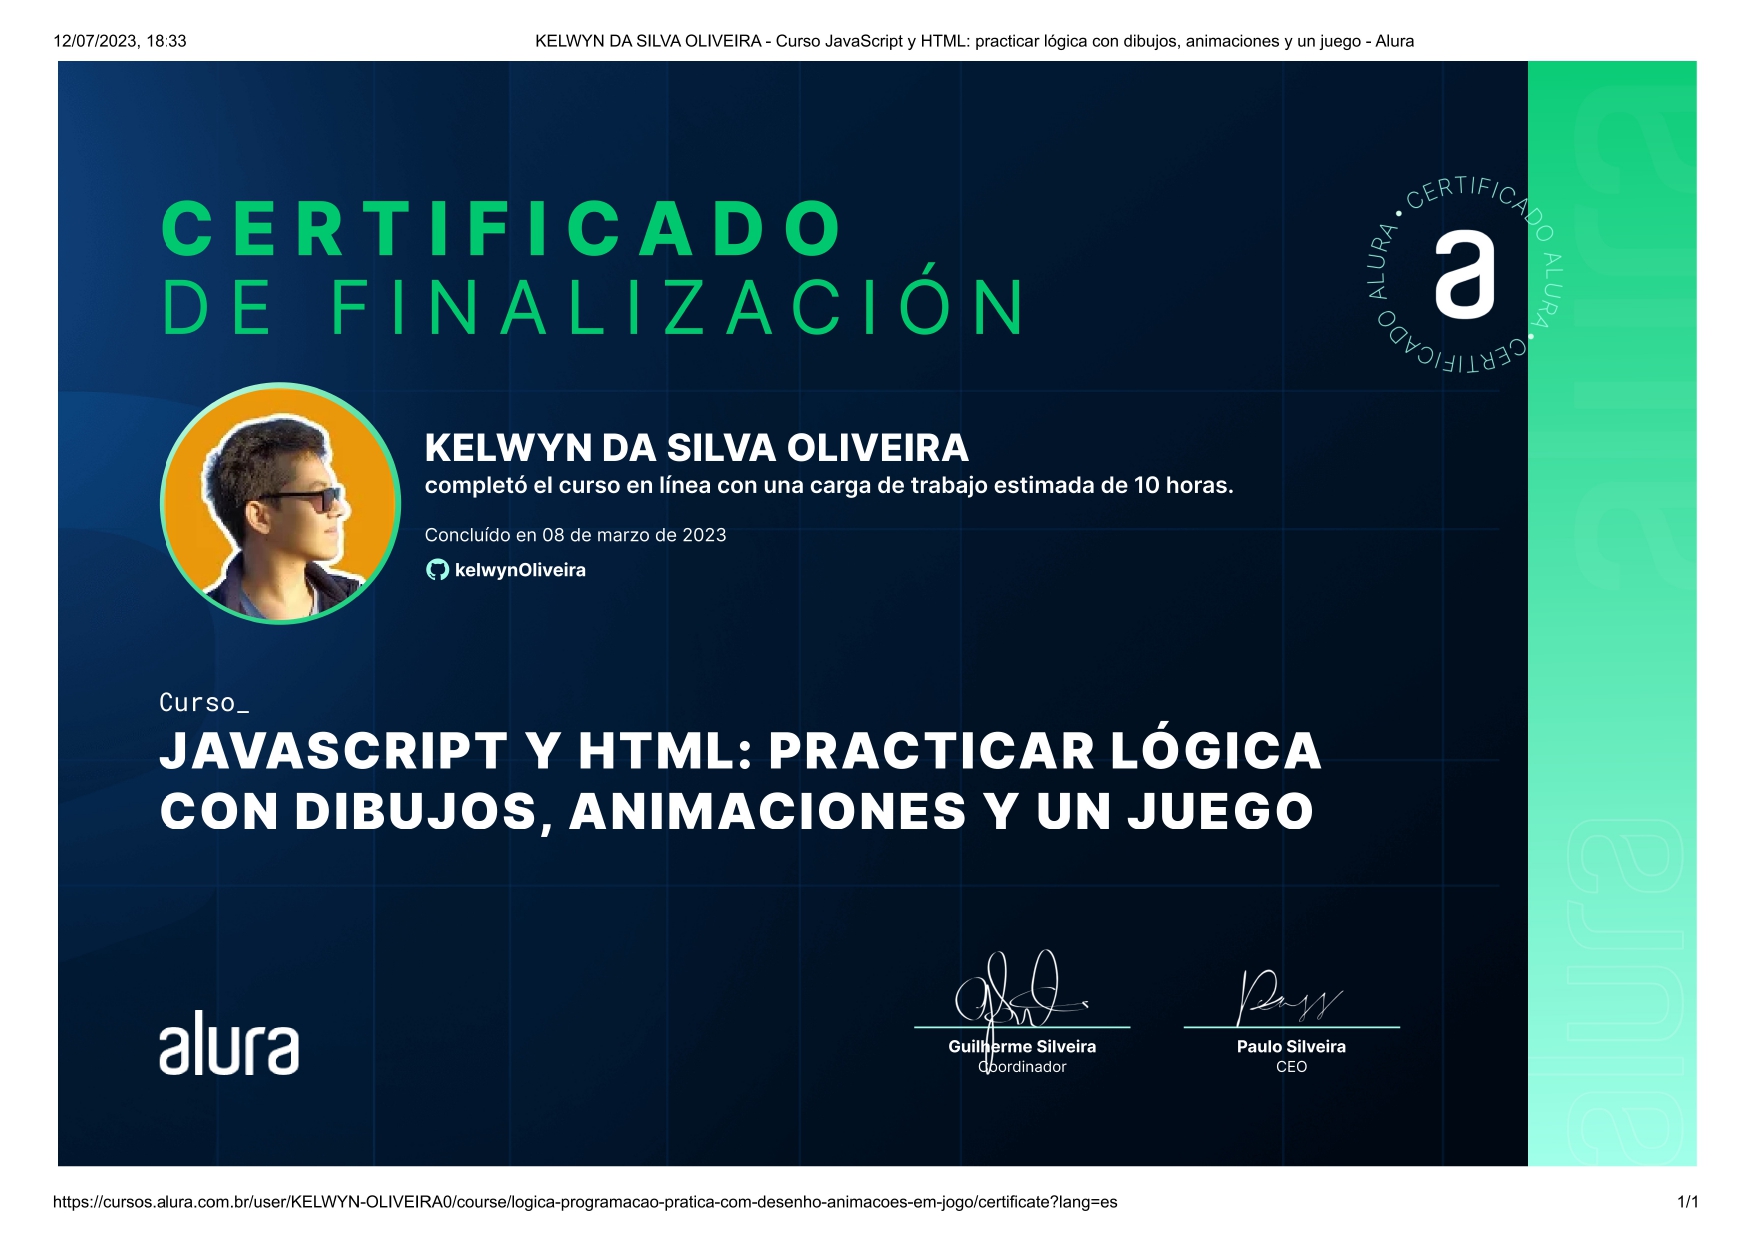 12/07/2023, 18:33
KELWYN DA SILVA OLIVEIRA - Curso JavaScript y HTML: practicar lógica con dibujos, animaciones y un juego - Alura
CERTIFICADO
DE FINALIZACIÓN
• CERTIFICADO ALURA • CERTIFICADO ALURA
a
KELWYN DA SILVA OLIVEIRA
completó el curso en línea con una carga de trabajo estimada de 10 horas.
Concluído en 08 de marzo de 2023
kelwynOliveira
Curso_
JAVASCRIPT Y HTML: PRACTICAR LÓGICA
CON DIBUJOS, ANIMACIONES Y UN JUEGO
alura
Guilherme Silveira
Coordinador
Paulo Silveira
CEO
alura
alura
https://cursos.alura.com.br/user/KELWYN-OLIVEIRA0/course/logica-programacao-pratica-com-desenho-animacoes-em-jogo/certificate?lang=es
1/1